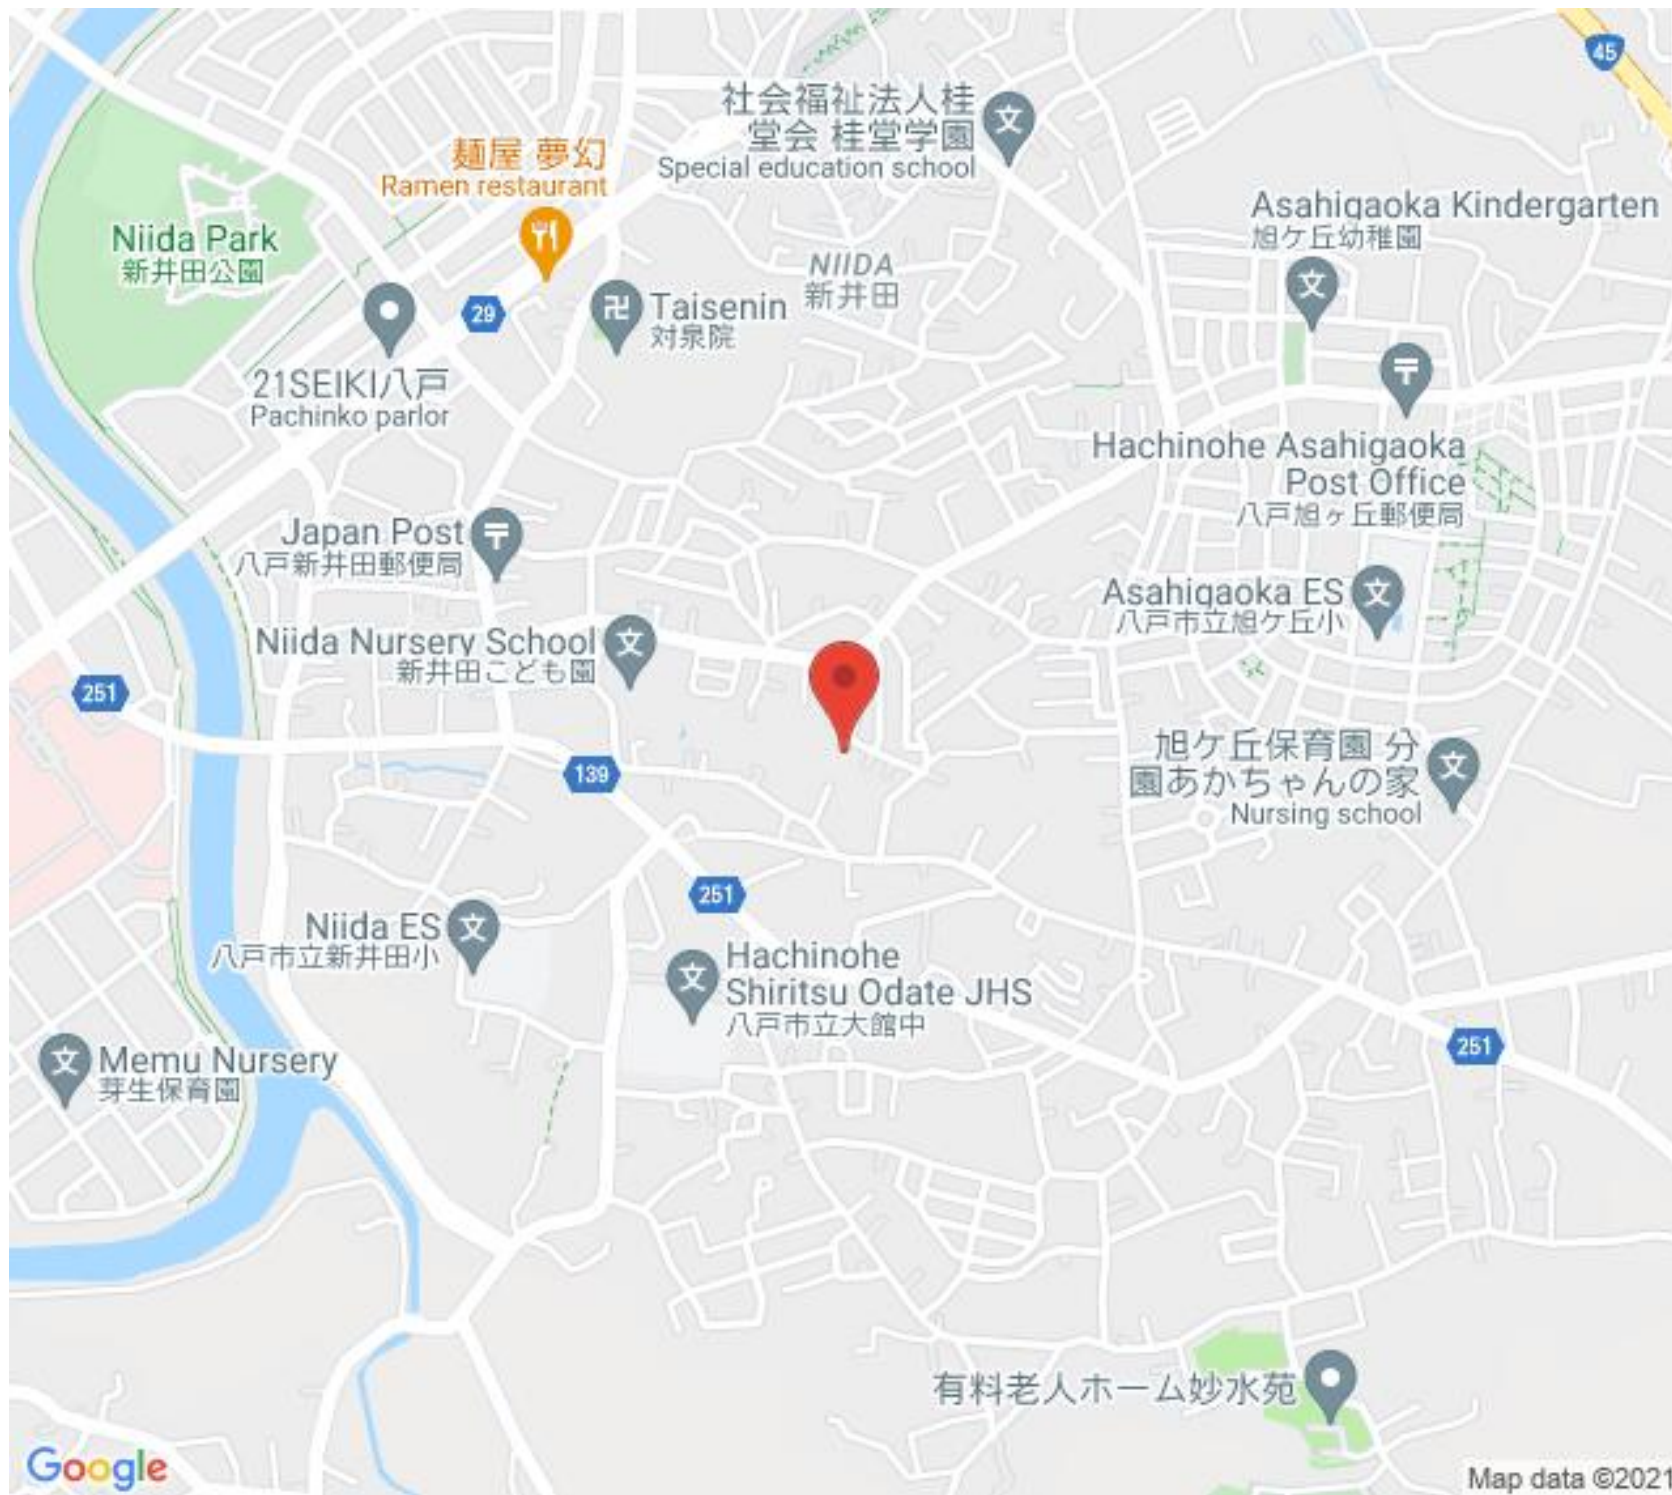 45
社会福祉法人桂
堂会 桂堂学園
Special education school
麺屋 夢幻
Ramen restaurant
Asahigaoka Kindergarten
旭ケ丘幼稚園
Niida Park
新井田公園
NIIDA
新井田
29
Taisenin
対泉院
21SEIKI八戸
Pachinko parlor
Hachinohe Asahigaoka
Post Office
八戸旭ヶ丘郵便局
Japan Post
八戸新井田郵便局
Asahigaoka ES
八戸市立旭ケ丘小
Niida Nursery School
新井田こども園
251
旭ケ丘保育園 分
園あかちゃんの家
Nursing school
139
251
Niida ES
八戸市立新井田小
Hachinohe
Shiritsu Odate JHS
八戸市立大館中
251
Memu Nursery
芽生保育園
有料老人ホーム妙水苑
Google
Map data ©2021